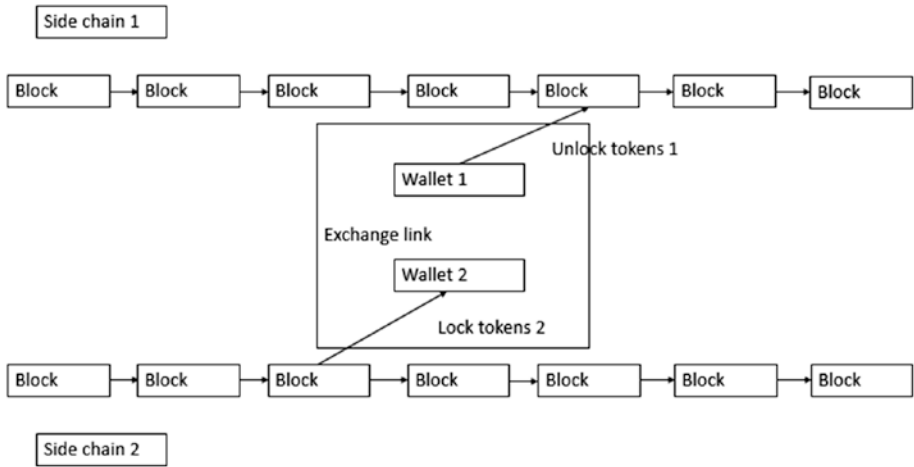 Side chain 1
Block Block Block Block Block Block Block
Unlock tokens 1
Wallet 1
Exchange link
Wallet 2
Lock tokens 2
Block Block Block Block Block Block Block
Side chain 2